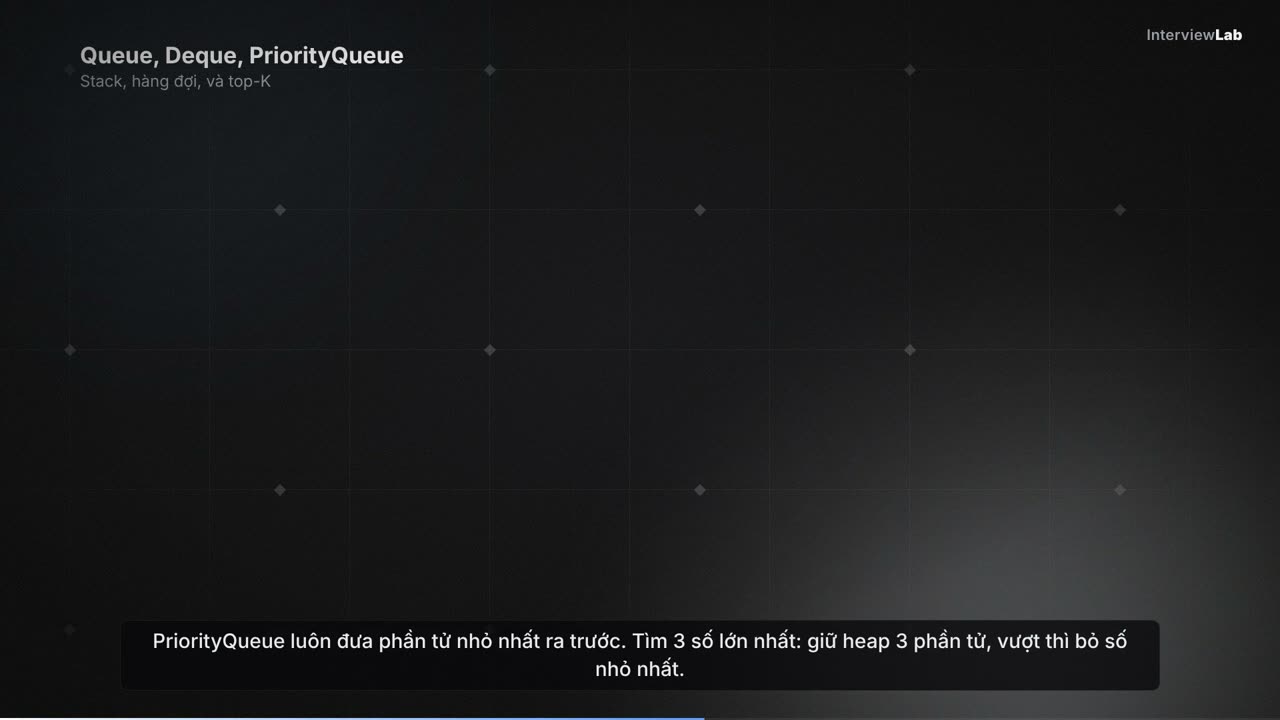 Queue, Deque, PriorityQueue
Stack, hàng đợi, và top-K
InterviewLab
PriorityQueue luôn đưa phần tử nhỏ nhất ra trước. Tìm 3 số lớn nhất: giữ heap 3 phần tử, vượt thì bỏ số
nhỏ nhất.